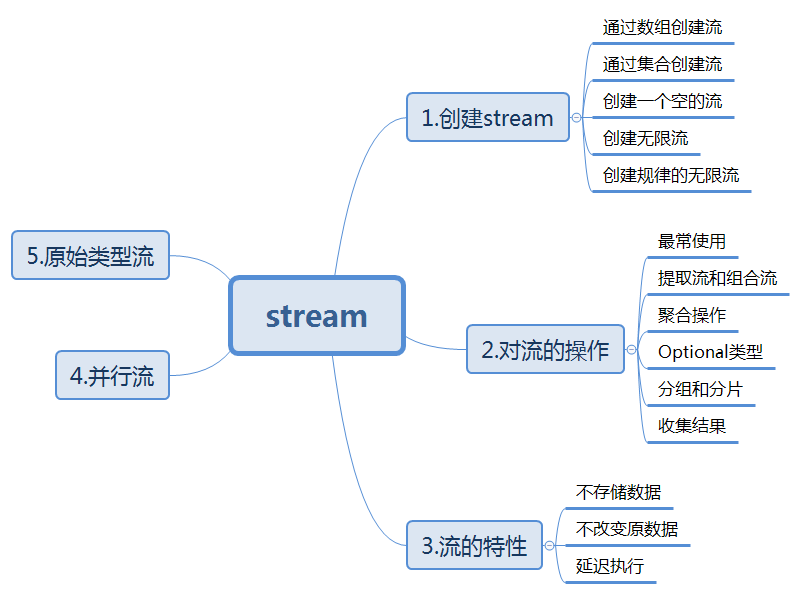 stream
1.创建stream
通过数组创建流
通过集合创建流
创建一个空的流
创建无限流
创建规律的无限流
2.对流的操作
最常使用
提取流和组合流
聚合操作
Optional类型
分组和分片
收集结果
3.流的特性
不存储数据
不改变原数据
延迟执行
4.并行流
5.原始类型流